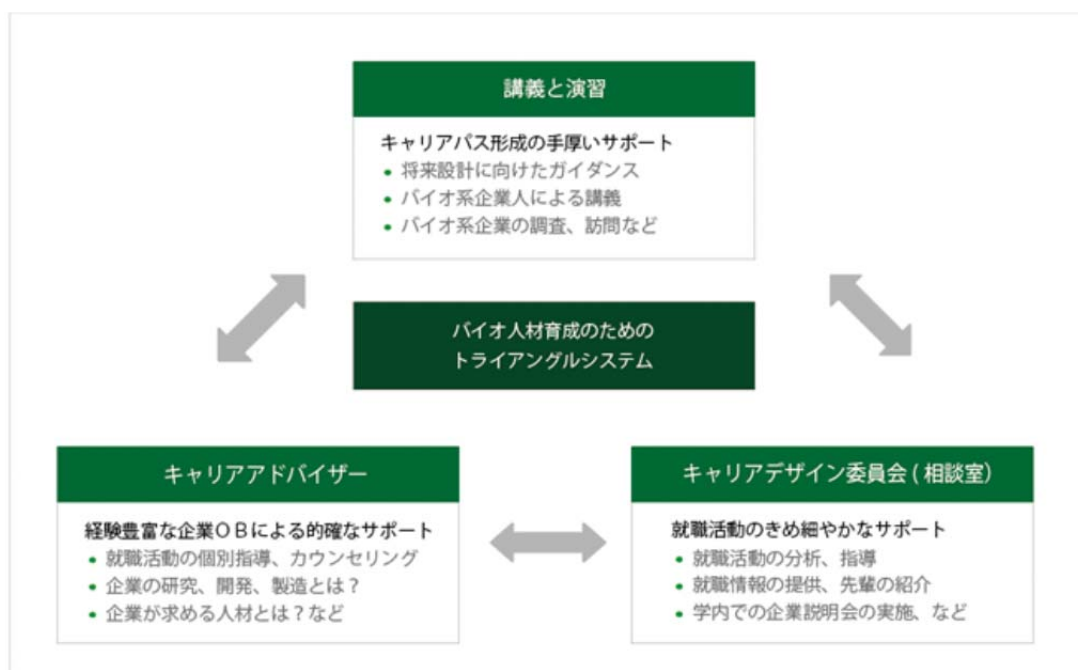 講義と演習
キャリアパス形成の手厚いサポート
• 将来設計に向けたガイダンス
• バイオ系企業人による講義
• バイオ系企業の調査、訪問など
バイオ人材育成のための
トライアングルシステム
キャリアアドバイザー
経験豊富な企業OBによる的確なサポート
• 就職活動の個別指導、カウンセリング
• 企業の研究、開発、製造とは？
• 企業が求める人材とは？など
キャリアデザイン委員会(相談室)
就職活動のきめ細やかなサポート
• 就職活動の分析、指導
• 就職情報の提供、先輩の紹介
• 学内での企業説明会の実施、など